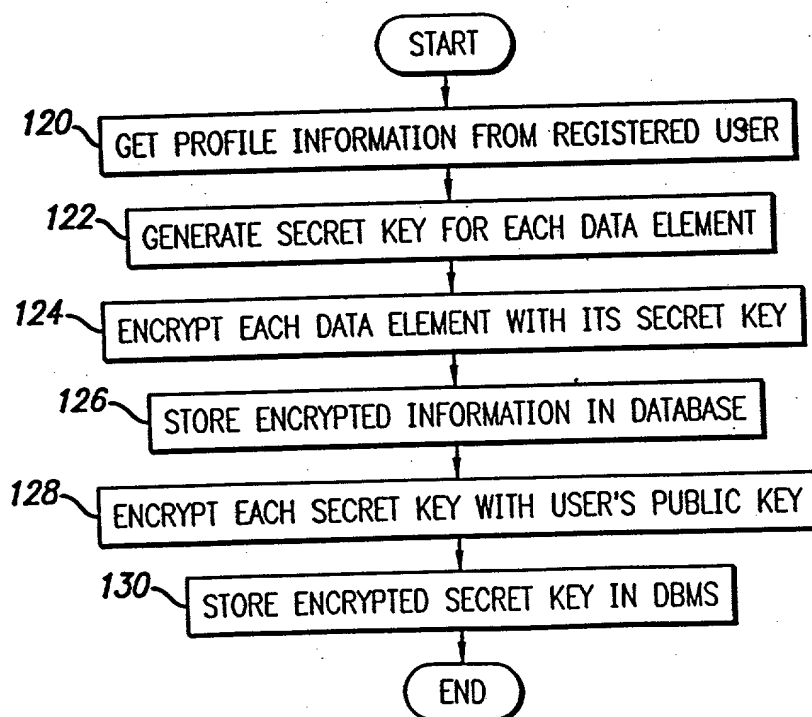 START
120
GET PROFILE INFORMATION FROM REGISTERED USER
122
GENERATE SECRET KEY FOR EACH DATA ELEMENT
124
ENCRYPT EACH DATA ELEMENT WITH ITS SECRET KEY
126
STORE ENCRYPTED INFORMATION IN DATABASE
128
ENCRYPT EACH SECRET KEY WITH USER'S PUBLIC KEY
130
STORE ENCRYPTED SECRET KEY IN DBMS
END